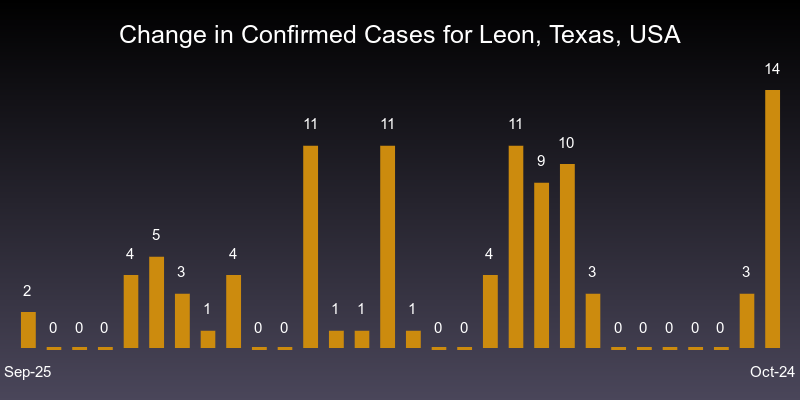 Change in Confirmed Cases for Leon, Texas, USA
2 0 0 0 4 5 3 1 4 0 0 11 1 1 11 1 0 0 4 11 9 10 3 0 0 0 0 0 3 14
Sep-25 Oct-24